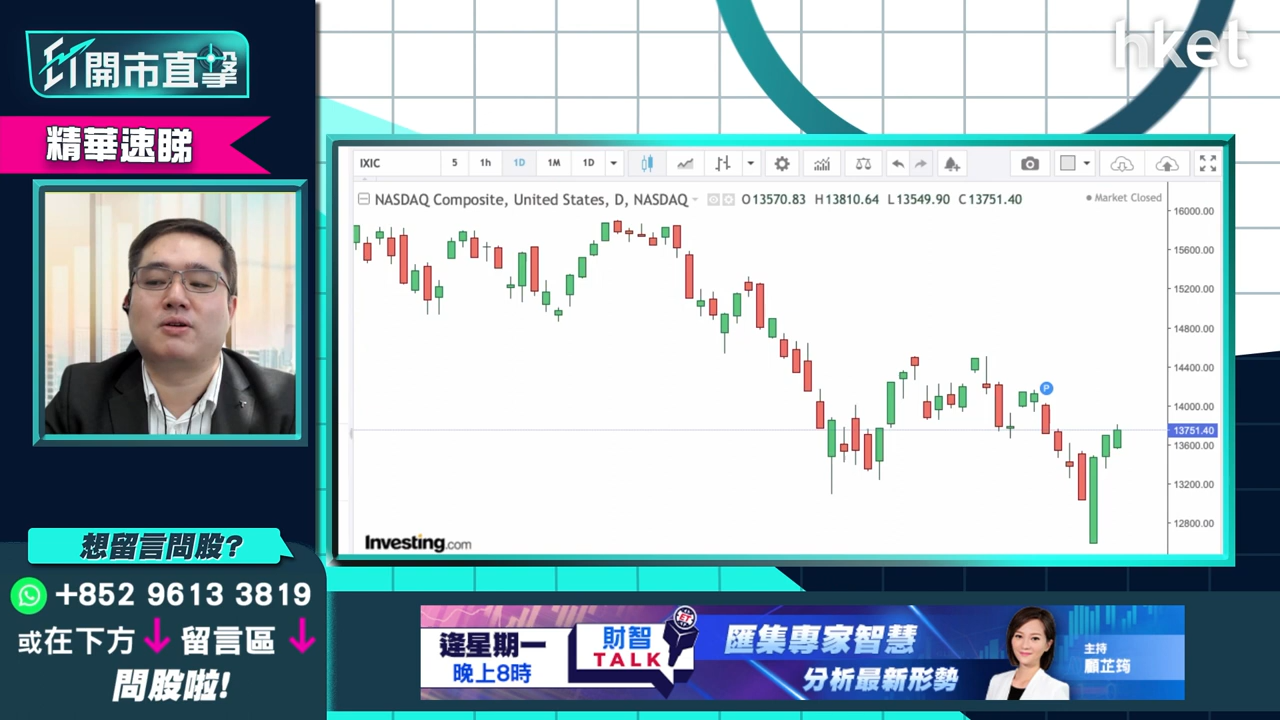 ET開市直擊
hket
精華速睇
IXIC
5
1h
1D
1M
1D
NASDAQ Composite, United States, D, NASDAQ
O13570.83 H13810.64 L13549.90 C13751.40
Market Closed
16000.00
15600.00
15200.00
14800.00
14400.00
P
14000.00
13751.40
13600.00
13200.00
12800.00
Investing.com
想留言問股?
+852 9613 3819
或在下方↓留言區↓
問股啦!
逢星期一
晚上8時
財智
TALK
匯集專家智慧
分析最新形勢
主持
顧芷筠